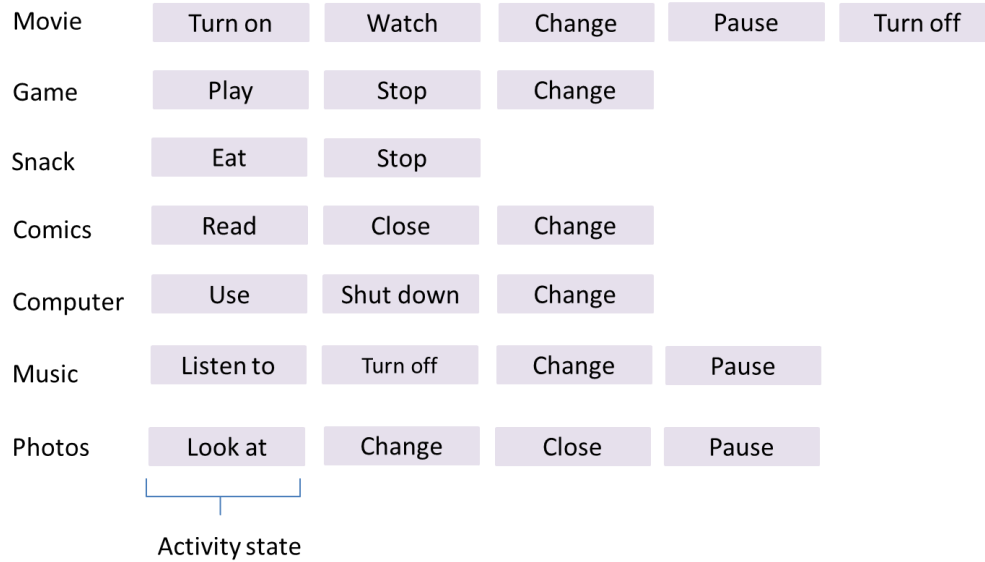 Movie Turn on Watch Change Pause Turn off
Game Play Stop Change
Snack Eat Stop
Comics Read Close Change
Computer Use Shut down Change
Music Listen to Turn off Change Pause
Photos Look at Change Close Pause
Activity state